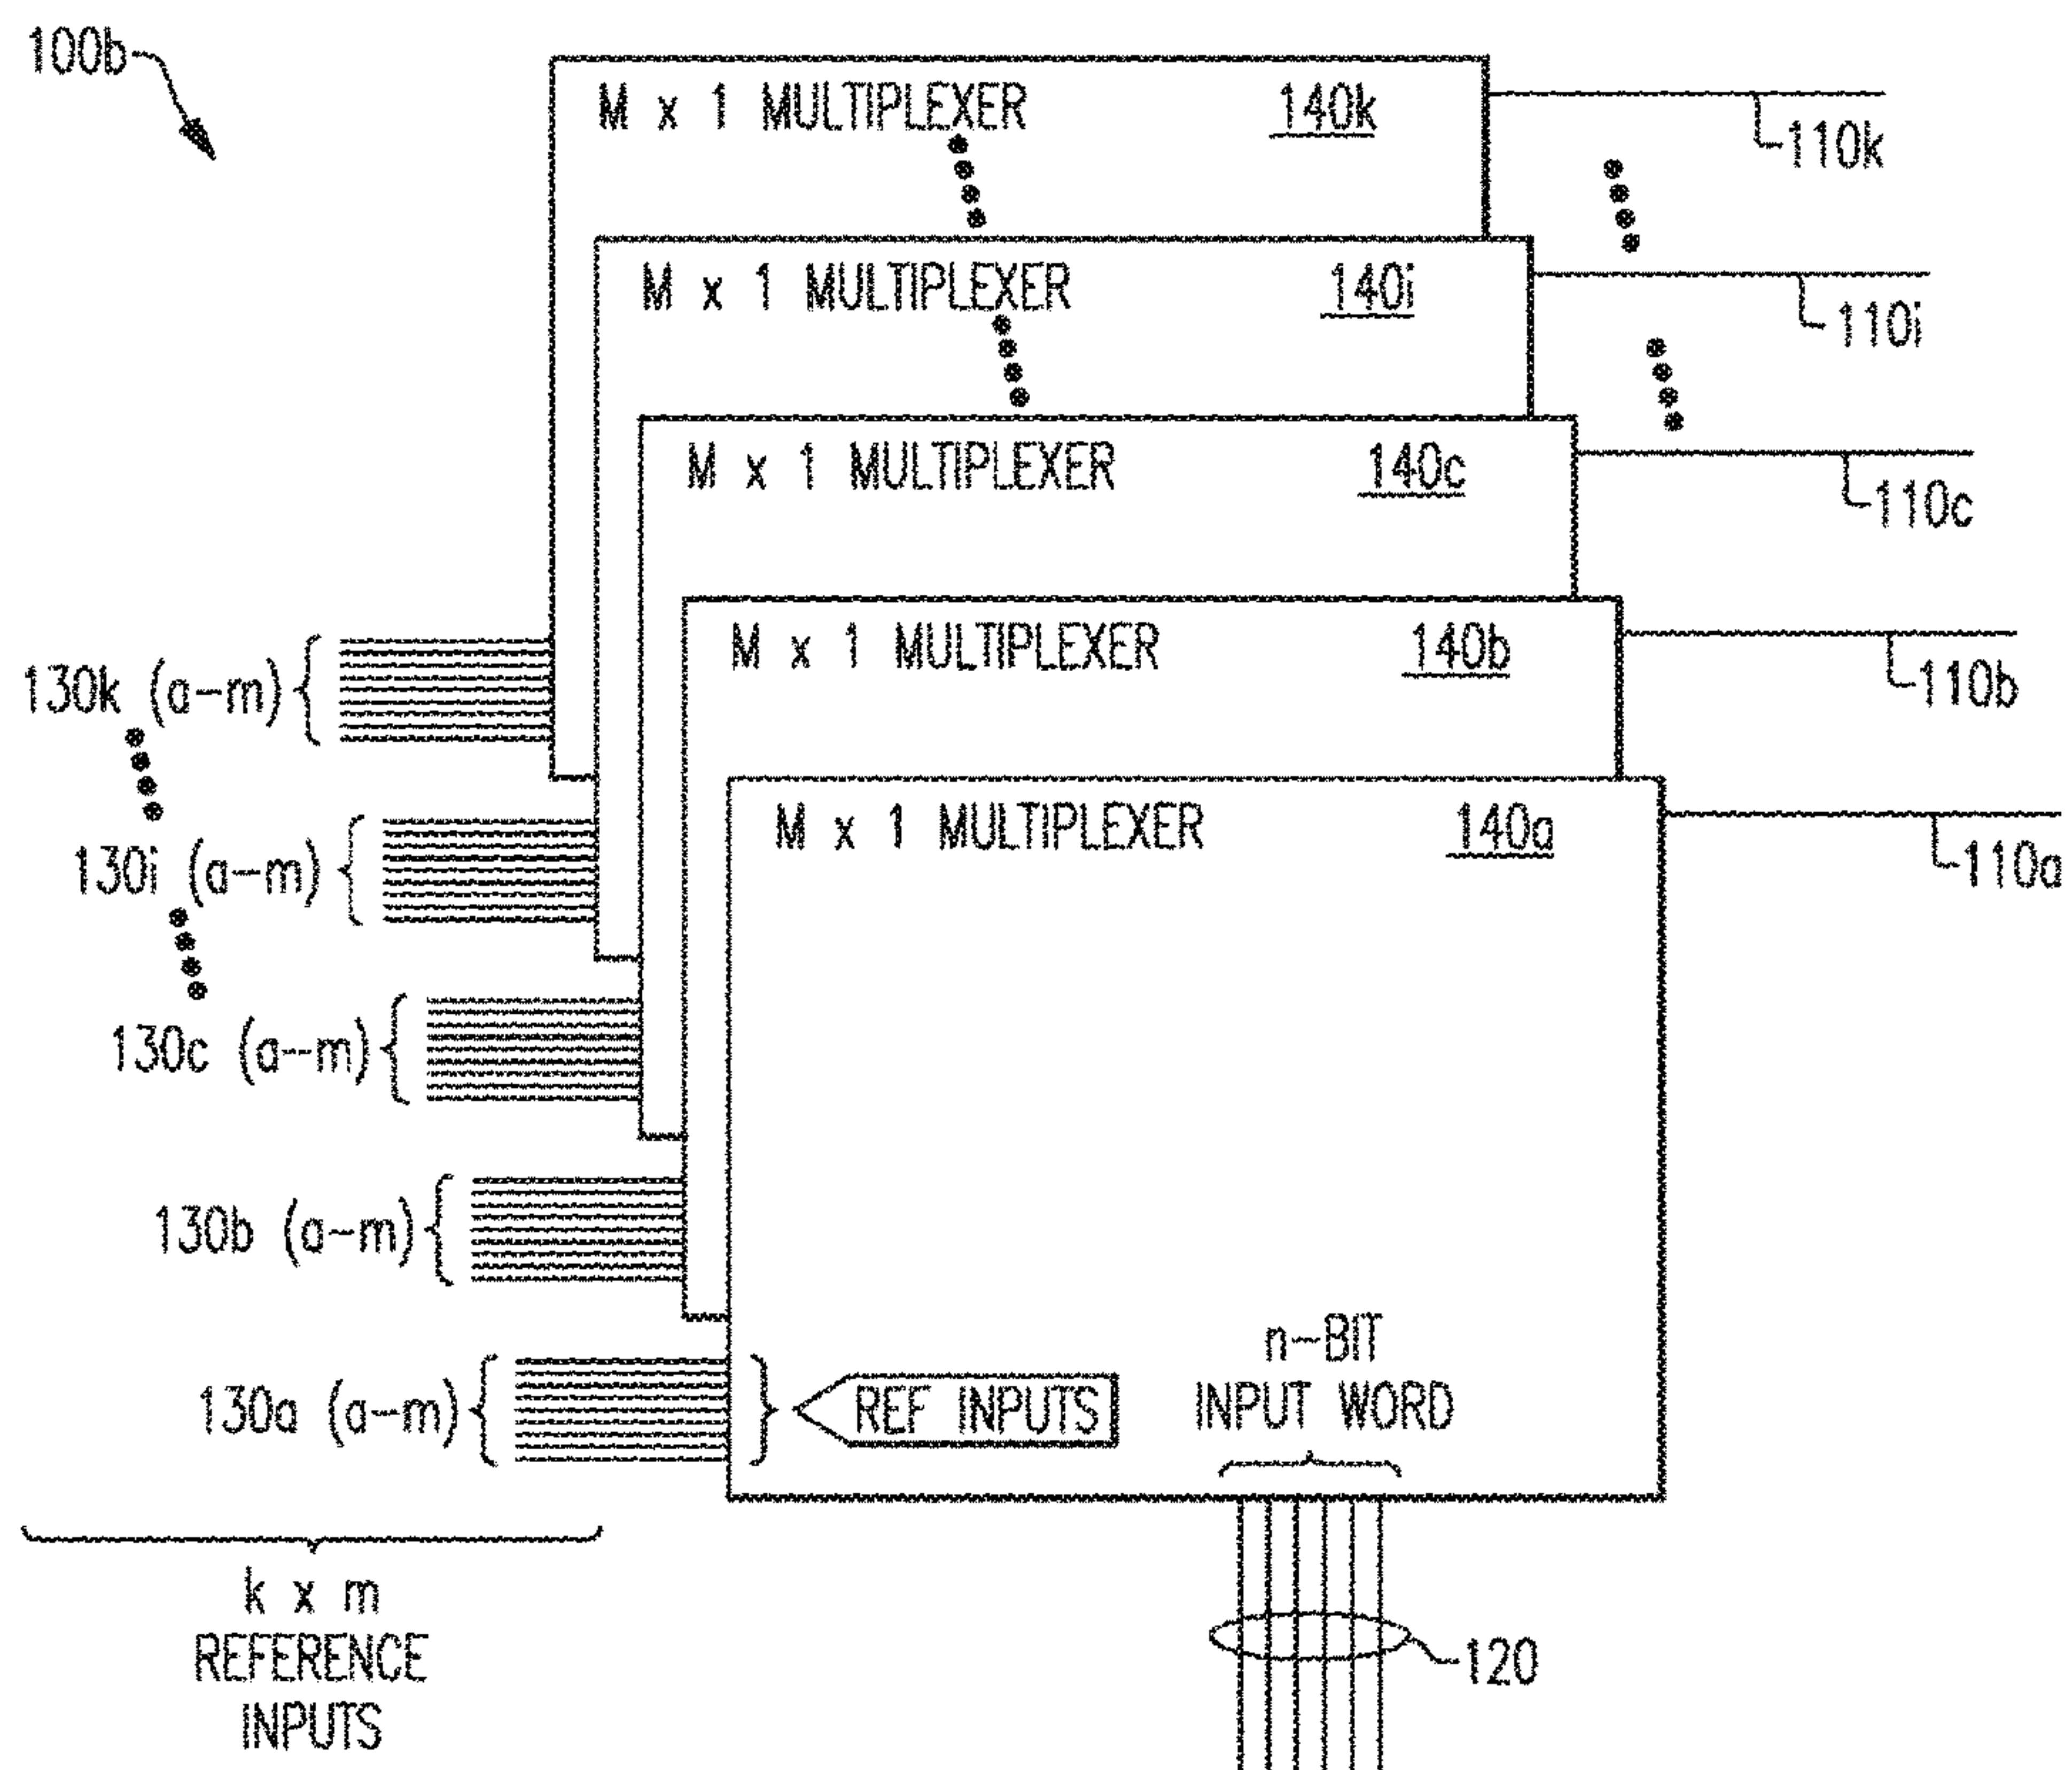 100b
M x 1 MULTIPLEXER 140k
110k
M x 1 MULTIPLEXER 140i
110i
M x 1 MULTIPLEXER 140c
110c
M x 1 MULTIPLEXER 140b
110b
130k (a-m)
M x 1 MULTIPLEXER 140a
110a
130i (a-m)
130c (a--m)
130b (a-m)
130a (a-m)
REF INPUTS
n-BIT
INPUT WORD
k x m
REFERENCE
INPUTS
120